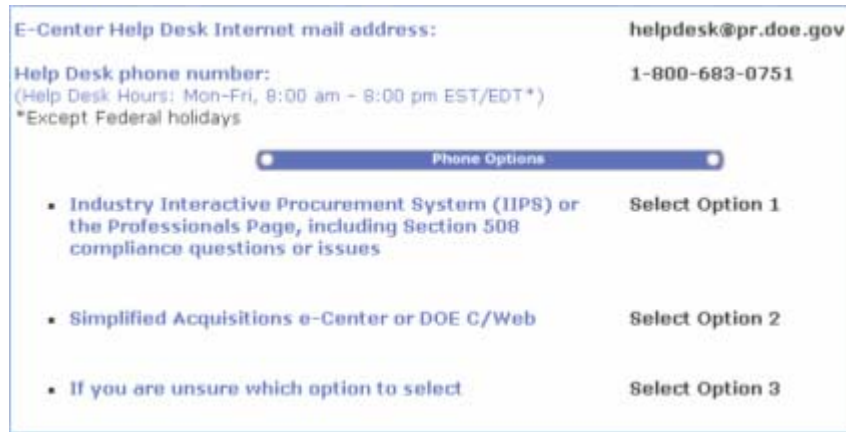 E-Center Help Desk Internet mail address: helpdesk@pr.doe.gov
Help Desk phone number: 1-800-683-0751
(Help Desk Hours: Mon-Fri, 8:00 am - 8:00 pm EST/EDT*)
*Except Federal holidays
Phone Options
▪ Industry Interactive Procurement System (IIPS) or Select Option 1
the Professionals Page, including Section 508
compliance questions or issues
▪ Simplified Acquisitions e-Center or DOE C/Web Select Option 2
▪ If you are unsure which option to select Select Option 3